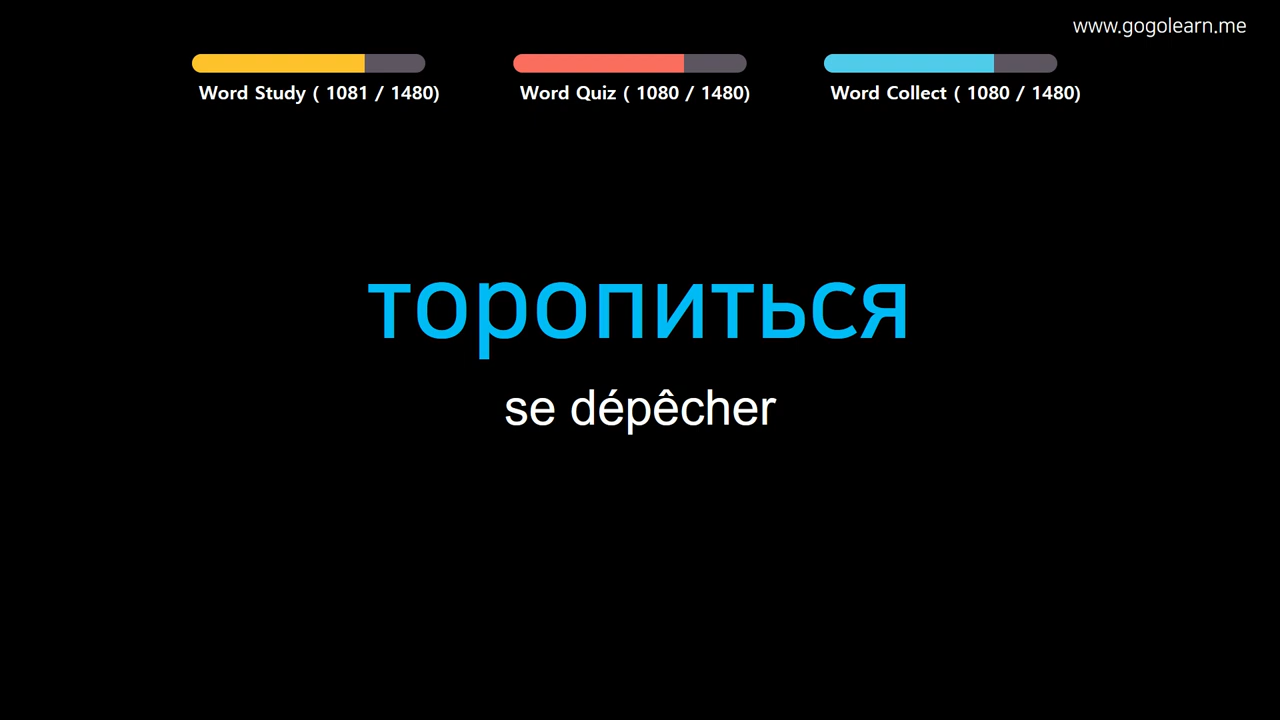 www.gogolearn.me
Word Study ( 1081 / 1480)
Word Quiz ( 1080 / 1480)
Word Collect ( 1080 / 1480)
торопиться
se dépêcher